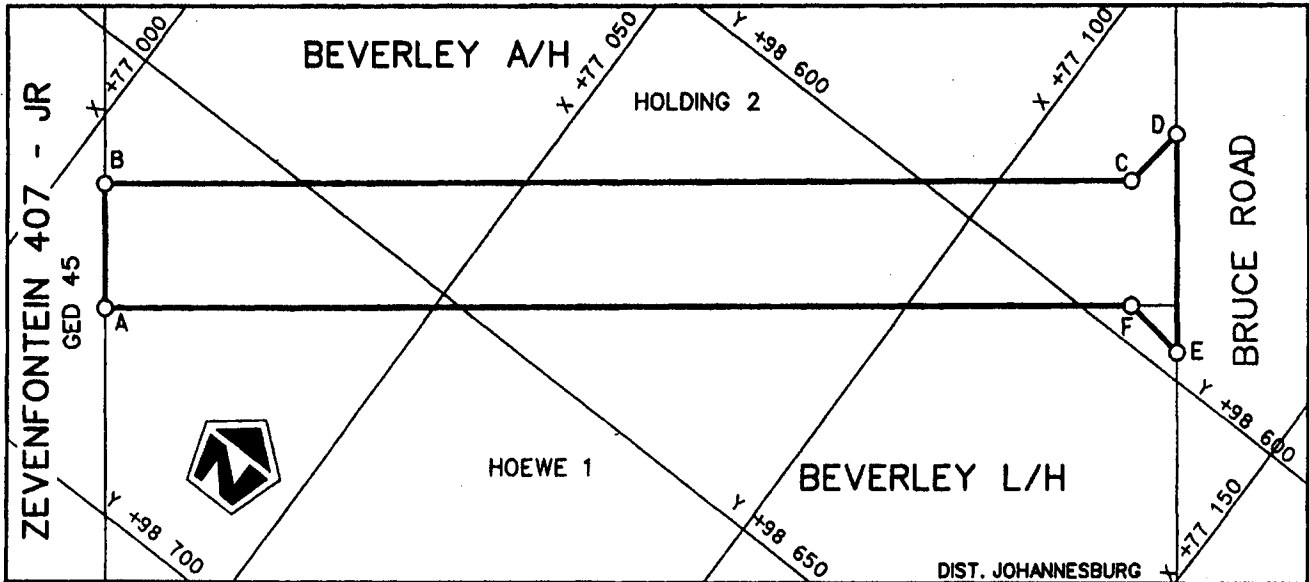 ZEVENFONTEIN 407 - JR
GED 45
X +77 000
BEVERLEY A/H
X +77 050
Y +98 600
X +77 100
HOLDING 2
B
C
D
BRUCE ROAD
A
F
E
N
HOEWE 1
BEVERLEY L/H
Y +98 600
Y +98 700
Y +98 650
X +77 150
DIST. JOHANNESBURG